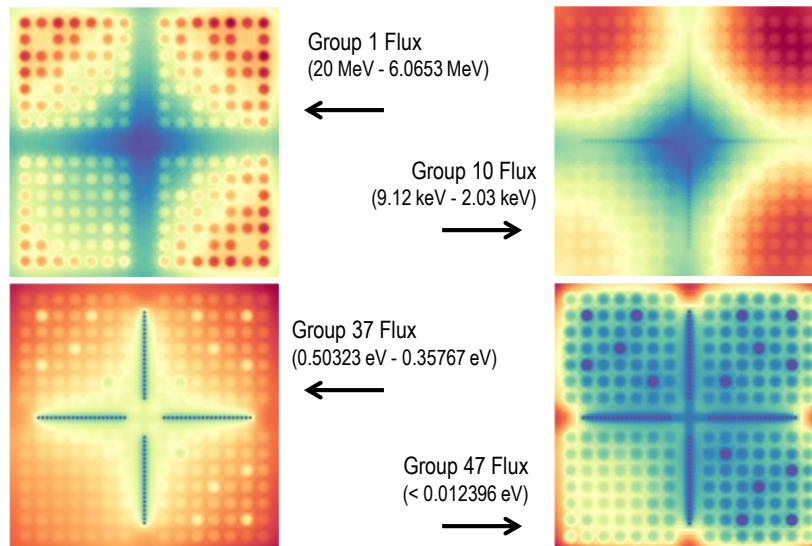 Group 1 Flux
(20 MeV - 6.0653 MeV)
Group 10 Flux
(9.12 keV - 2.03 keV)
Group 37 Flux
(0.50323 eV - 0.35767 eV)
Group 47 Flux
(< 0.012396 eV)